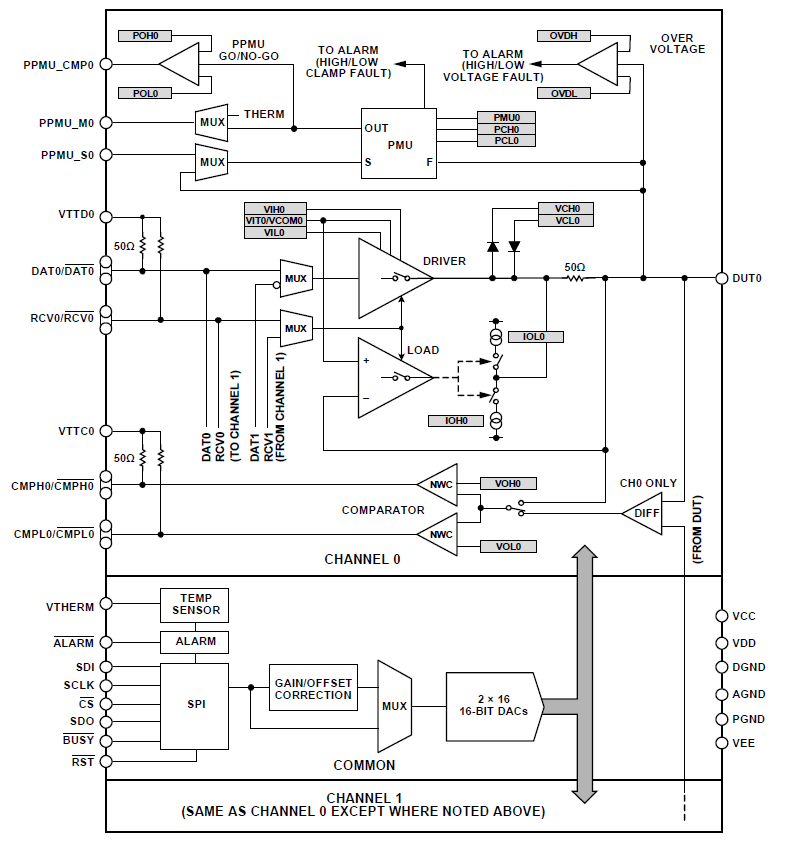 POH0
PPMU
GO/NO-GO
PPMU_CMP0
POL0
TO ALARM
(HIGH/LOW
CLAMP FAULT)
TO ALARM
(HIGH/LOW
VOLTAGE FAULT)
OVDH
OVER
VOLTAGE
OVDL
PPMU_M0
MUX
THERM
OUT
PMU
S
F
PMU0
PCH0
PCL0
PPMU_S0
MUX
VTTD0
50Ω
DAT0/DAT0
RCV0/RCV0
VIH0
VIT0/VCOM0
VIL0
VCH0
VCL0
DRIVER
MUX
MUX
50Ω
DUT0
LOAD
+
–
IOL0
IOH0
DAT0
RCV0
(TO CHANNEL 1)
DAT1
RCV1
(FROM CHANNEL 1)
VTTC0
50Ω
CMPH0/CMPH0
NWC
VOH0
CH0 ONLY
COMPARATOR
DIFF
(FROM DUT)
CMPL0/CMPL0
NWC
VOL0
CHANNEL 0
VTHERM
TEMP
SENSOR
ALARM
ALARM
SDI
SCLK
CS
SDO
BUSY
RST
SPI
GAIN/OFFSET
CORRECTION
MUX
2 × 16
16-BIT DACs
COMMON
VCC
VDD
DGND
AGND
PGND
VEE
CHANNEL 1
(SAME AS CHANNEL 0 EXCEPT WHERE NOTED ABOVE)